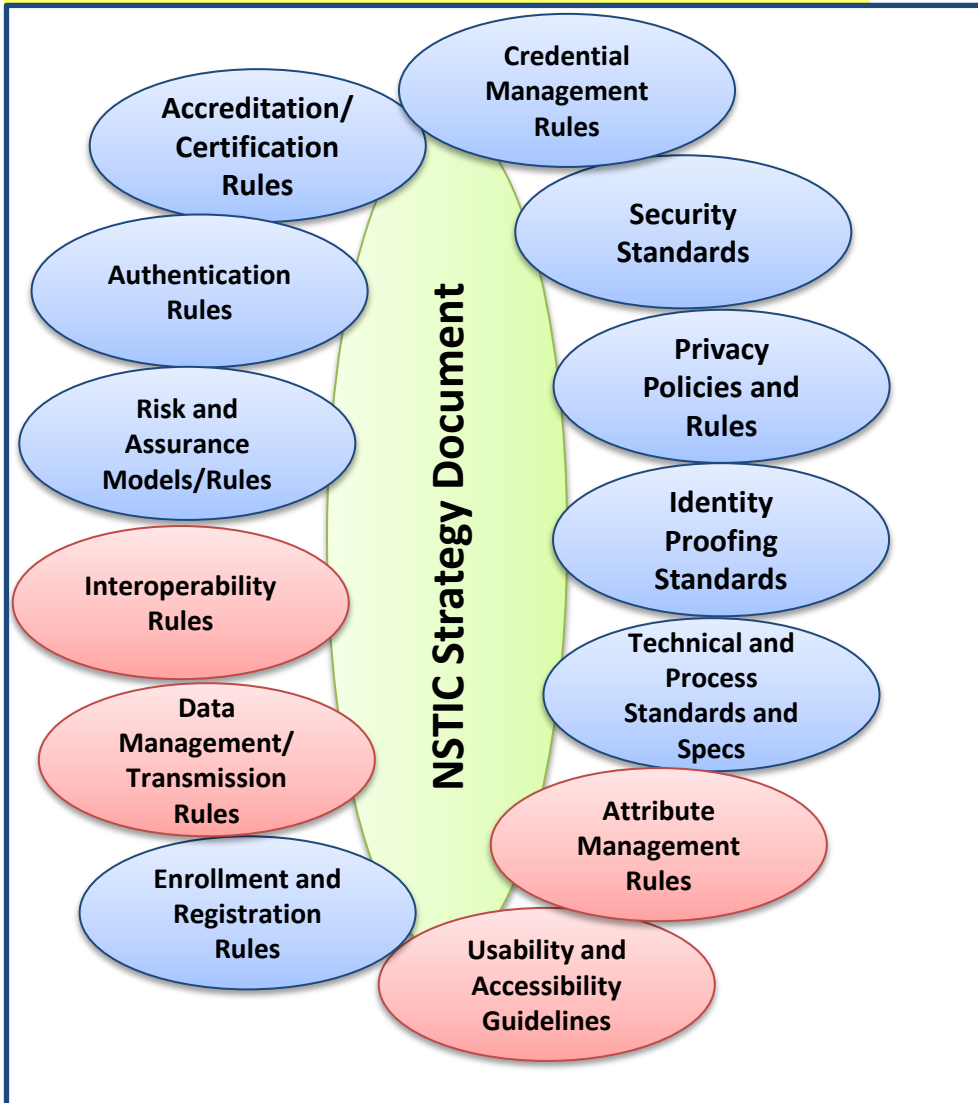 Credential
Management
Rules
Accreditation/
Certification
Rules
Security
Standards
Authentication
Rules
Privacy
Policies and
Rules
Risk and
Assurance
Models/Rules
NSTIC Strategy Document
Identity
Proofing
Standards
Interoperability
Rules
Technical and
Process
Standards and
Specs
Data
Management/
Transmission
Rules
Attribute
Management
Rules
Enrollment and
Registration
Rules
Usability and
Accessibility
Guidelines